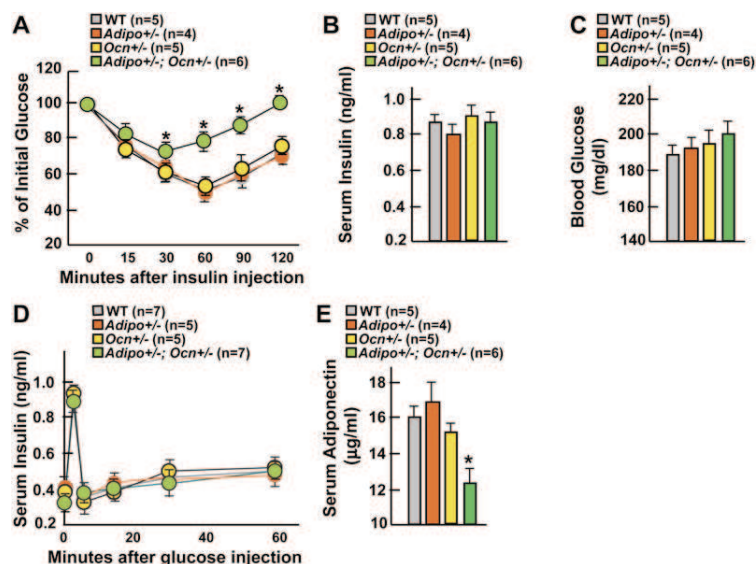 A
WT (n=5)
Adipo+/- (n=4)
Ocn+/- (n=5)
Adipo+/-; Ocn+/- (n=6)
% of Initial Glucose
120
100
80
60
40
20
* * * *
0 15 30 60 90 120
Minutes after insulin injection
B
WT (n=5)
Adipo+/- (n=4)
Ocn+/- (n=5)
Adipo+/-; Ocn+/- (n=6)
Serum Insulin (ng/ml)
1.0
0.8
0.6
0.4
0.2
C
WT (n=5)
Adipo+/- (n=4)
Ocn+/- (n=5)
Adipo+/-; Ocn+/- (n=6)
Blood Glucose
(mg/dl)
220
200
180
160
140
D
WT (n=7)
Adipo+/- (n=5)
Ocn+/- (n=5)
Adipo+/-; Ocn+/- (n=7)
Serum Insulin (ng/ml)
1.0
0.8
0.6
0.4
0.2
0 20 40 60
Minutes after glucose injection
E
WT (n=5)
Adipo+/- (n=4)
Ocn+/- (n=5)
Adipo+/-; Ocn+/- (n=6)
Serum Adiponectin
(µg/ml)
18
16
14
12
10
*